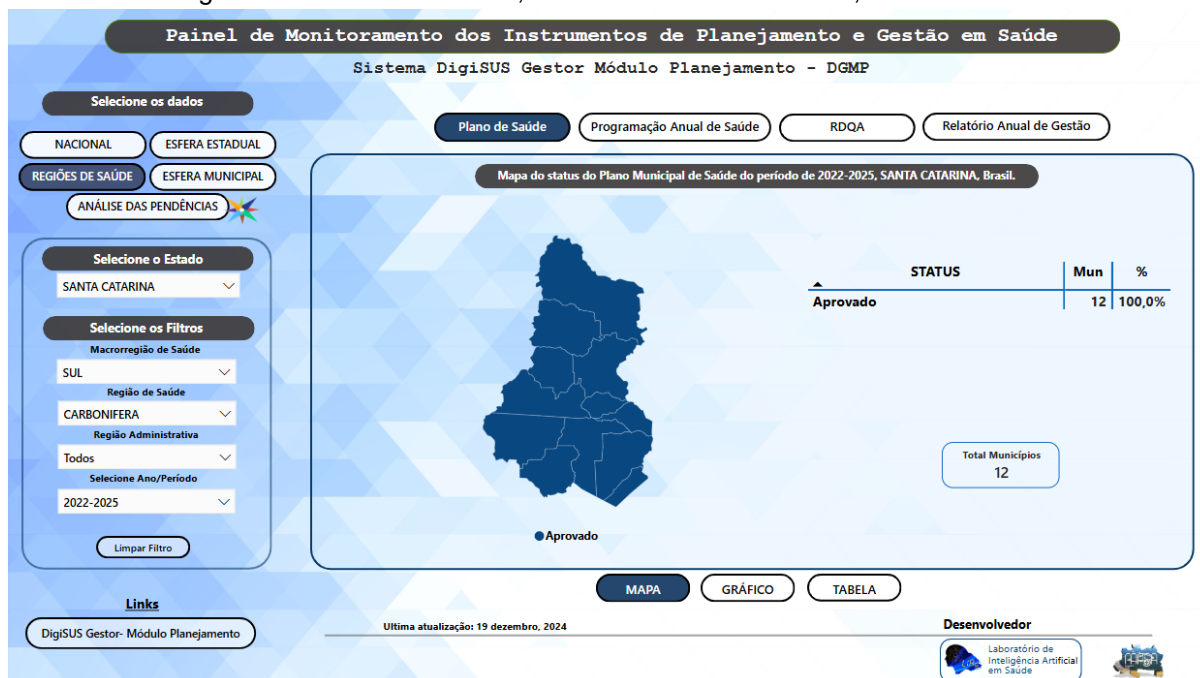 Painel de Monitoramento dos Instrumentos de Planejamento e Gestão em Saúde
Sistema DigiSUS Gestor Módulo Planejamento - DGMP
Selecione os dados
NACIONAL
ESFERA ESTADUAL
REGIÕES DE SAÚDE
ESFERA MUNICIPAL
ANÁLISE DAS PENDÊNCIAS
Selecione o Estado
SANTA CATARINA
Selecione os Filtros
Macrorregião de Saúde
SUL
Região de Saúde
CARBONIFERA
Região Administrativa
Todos
Selecione Ano/Período
2022-2025
Limpar Filtro
Links
DigiSUS Gestor- Módulo Planejamento
Plano de Saúde
Programação Anual de Saúde
RDQA
Relatório Anual de Gestão
Mapa do status do Plano Municipal de Saúde do período de 2022-2025, SANTA CATARINA, Brasil.
STATUS Mun %
Aprovado 12 100,0%
Total Municípios
12
Aprovado
MAPA
GRÁFICO
TABELA
Ultima atualização: 19 dezembro, 2024
Desenvolvedor
Laboratório de
Inteligência Artificial
em Saúde